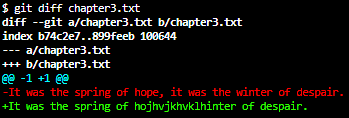 $ git diff chapter3.txt
diff --git a/chapter3.txt b/chapter3.txt
index b74c2e7..899feeb 100644
--- a/chapter3.txt
+++ b/chapter3.txt
@@ -1 +1 @@
-It was the spring of hope, it was the winter of despair.
+It was the spring of hojhvjkhvklhinter of despair.